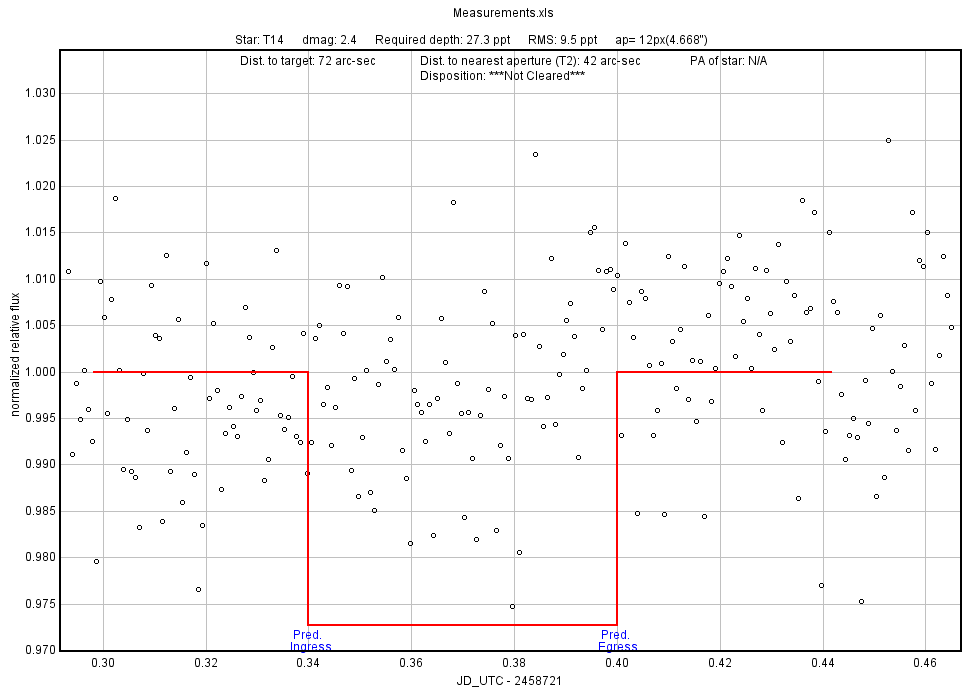 Measurements.xls
Star: T14 dmag: 2.4 Required depth: 27.3 ppt RMS: 9.5 ppt ap= 12px(4.668")
Dist. to target: 72 arc-sec Dist. to nearest aperture (T2): 42 arc-sec PA of star: N/A
Disposition: ***Not Cleared***
normalized relative flux
1.030
1.025
1.020
1.015
1.010
1.005
1.000
0.995
0.990
0.985
0.980
0.975
0.970
Pred. Pred.
Ingress Egress
0.30 0.32 0.34 0.36 0.38 0.40 0.42 0.44 0.46
JD_UTC - 2458721